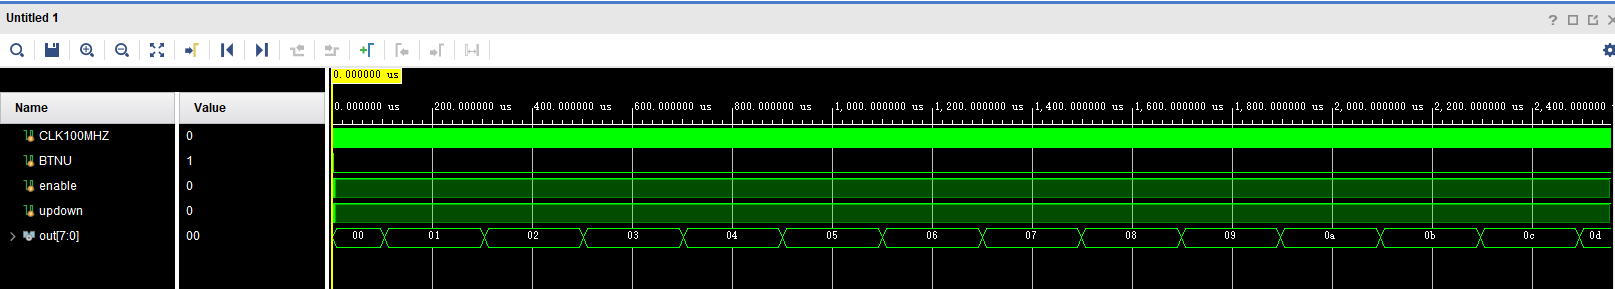 Untitled 1
?
0.000000 us
Name Value
0.000000 us 200.000000 us 400.000000 us 600.000000 us 800.000000 us 1,000.000000 us 1,200.000000 us 1,400.000000 us 1,600.000000 us 1,800.000000 us 2,000.000000 us 2,200.000000 us 2,400.000000 us
CLK100MHZ 0
BTNU 1
enable 0
updown 0
out[7:0] 00 00 01 02 03 04 05 06 07 08 09 0a 0b 0c 0d